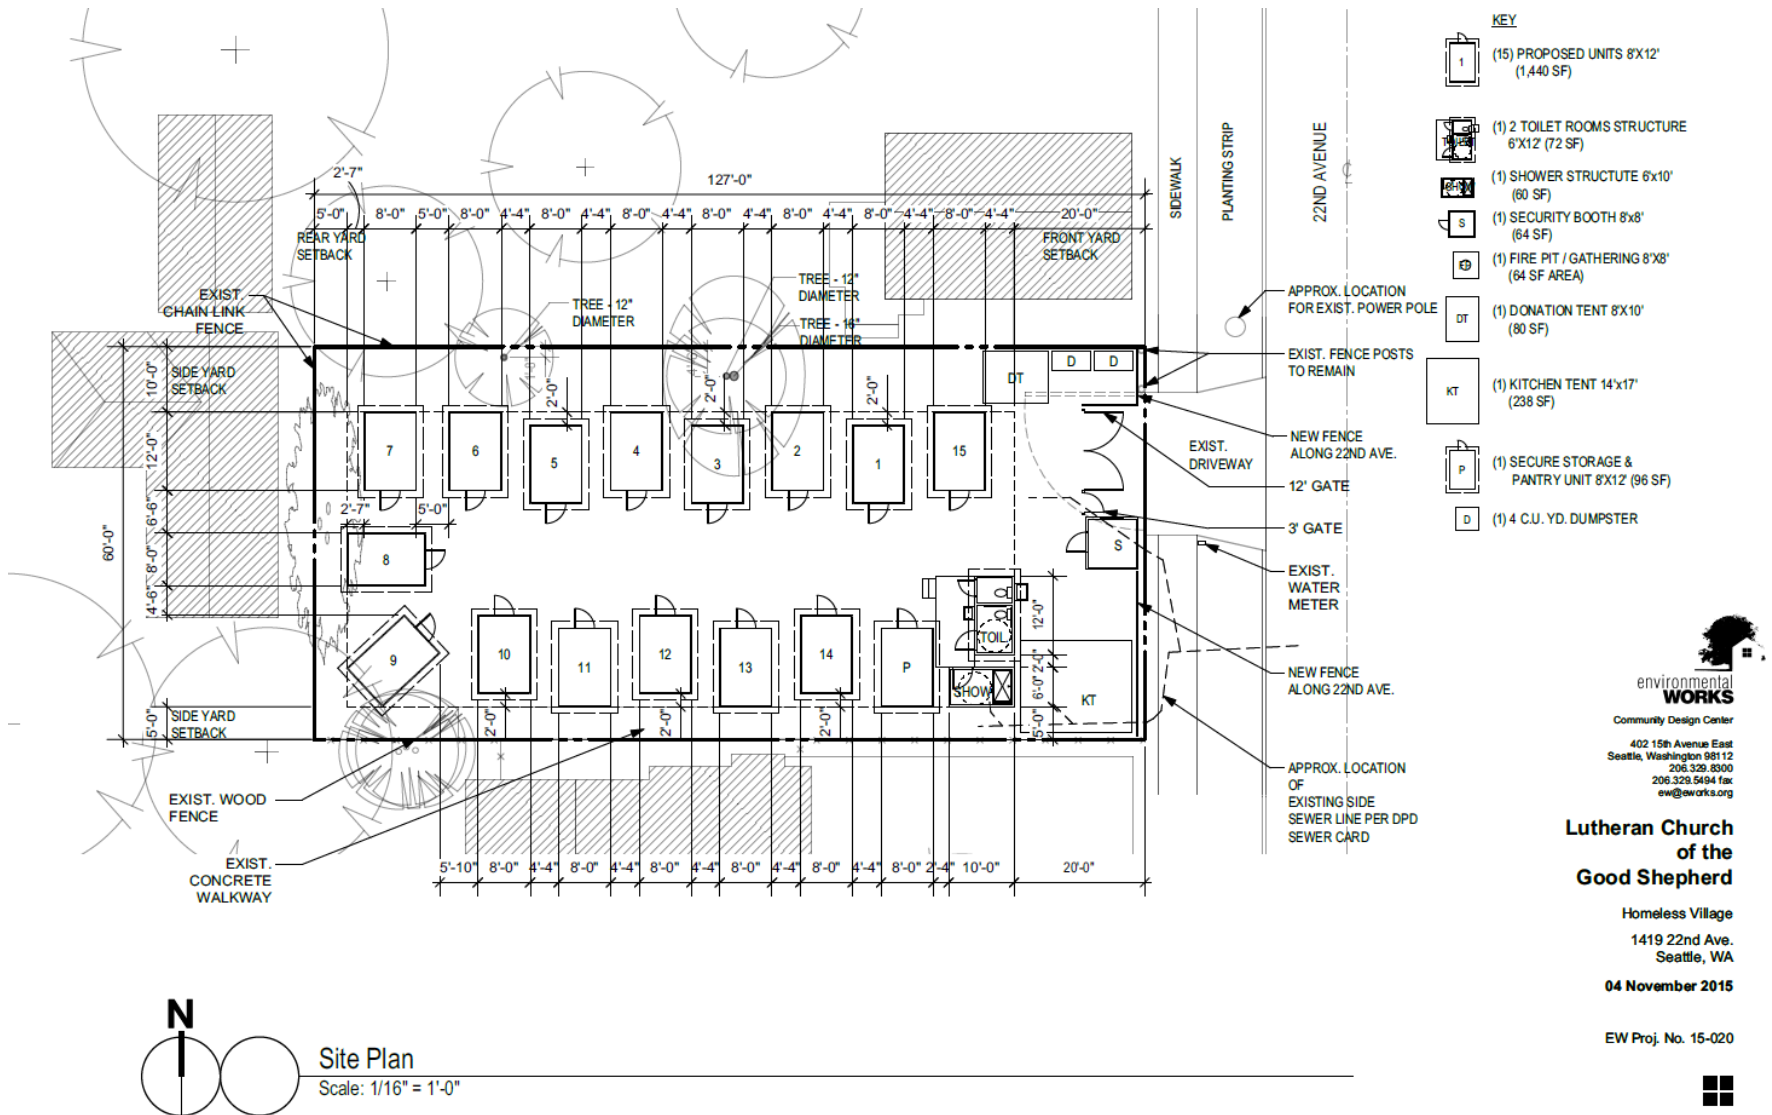 KEY
1
(15) PROPOSED UNITS 8'X12'
(1,440 SF)
(1) 2 TOILET ROOMS STRUCTURE
6'X12' (72 SF)
(1) SHOWER STRUCTUTE 6'x10'
(60 SF)
S
(1) SECURITY BOOTH 8'x8'
(64 SF)
(1) FIRE PIT / GATHERING 8'X8'
(64 SF AREA)
DT
(1) DONATION TENT 8'X10'
(80 SF)
KT
(1) KITCHEN TENT 14'x17'
(238 SF)
P
(1) SECURE STORAGE &
PANTRY UNIT 8'X12' (96 SF)
D
(1) 4 C.U. YD. DUMPSTER
SIDEWALK
PLANTING STRIP
22ND AVENUE
2'-7"
127'-0"
5'-0" 8'-0" 5'-0" 8'-0" 4'-4" 8'-0" 4'-4" 8'-0" 4'-4" 8'-0" 4'-4" 8'-0" 4'-4" 8'-0" 4'-4" 8'-0" 4'-4" 20'-0"
REAR YARD
SETBACK
FRONT YARD
SETBACK
EXIST.
CHAIN LINK
FENCE
TREE - 12"
DIAMETER
TREE - 12"
DIAMETER
TREE - 16"
DIAMETER
APPROX. LOCATION
FOR EXIST. POWER POLE
EXIST. FENCE POSTS
TO REMAIN
SIDE YARD
SETBACK
10'-0"
12'-0"
6'-6"
8'-0"
4'-6"
5'-0"
60'-0"
2'-0"
2'-0"
2'-0"
DT
D
D
7
6
5
4
3
2
1
15
EXIST.
DRIVEWAY
NEW FENCE
ALONG 22ND AVE.
12' GATE
3' GATE
2'-7"
5'-0"
8
S
EXIST.
WATER
METER
9
10
11
12
13
14
P
TOIL.
SHOW
KT
12'-0"
2'-0"
6'-0"
5'-0"
2'-0"
2'-0"
2'-0"
NEW FENCE
ALONG 22ND AVE.
SIDE YARD
SETBACK
EXIST. WOOD
FENCE
EXIST.
CONCRETE
WALKWAY
APPROX. LOCATION
OF
EXISTING SIDE
SEWER LINE PER DPD
SEWER CARD
5'-10" 8'-0" 4'-4" 8'-0" 4'-4" 8'-0" 4'-4" 8'-0" 4'-4" 8'-0" 4'-4" 8'-0" 2'-4" 10'-0" 20'-0"
environmental
WORKS
Community Design Center
402 15th Avenue East
Seattle, Washington 98112
206.329.8300
206.329.5494 fax
ew@eworks.org
Lutheran Church
of the
Good Shepherd
Homeless Village
1419 22nd Ave.
Seattle, WA
04 November 2015
EW Proj. No. 15-020
N
Site Plan
Scale: 1/16" = 1'-0"